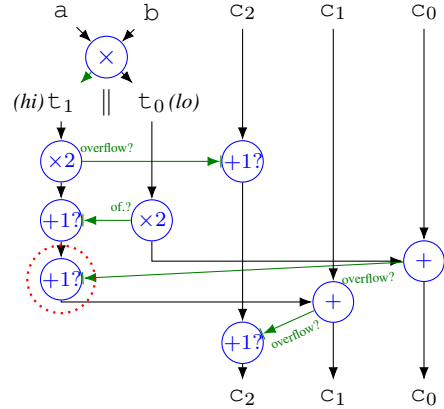 a b c2 c1 c0
×
(hi) t1 || t0 (lo)
overflow?
×2 +1?
of.?
+1? ×2
+1? +
overflow?
+
overflow?
+1?
c2 c1 c0